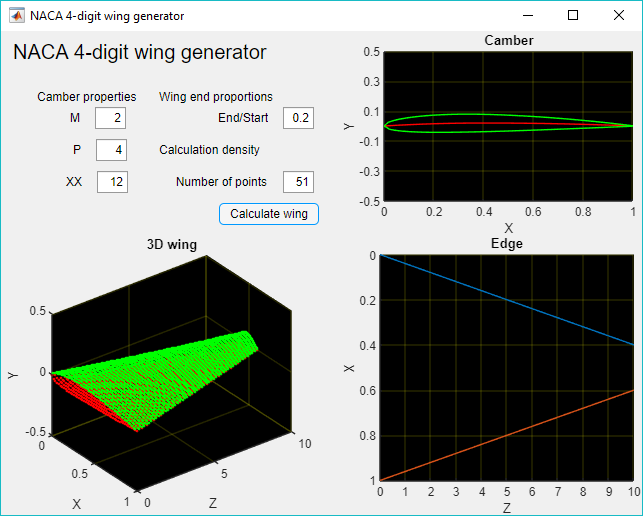 NACA 4-digit wing generator
NACA 4-digit wing generator
Camber properties
Wing end proportions
M 2
End/Start 0.2
P 4
Calculation density
XX 12
Number of points 51
Calculate wing
Camber
0.5
0.3
0.1
-0.1
-0.3
-0.5
Y
0 0.2 0.4 0.6 0.8 1
X
3D wing
0.5
0
-0.5
Y
0
0.5
1
X
0
5
10
Z
Edge
0
0.2
0.4
0.6
0.8
1
X
0 1 2 3 4 5 6 7 8 9 10
Z